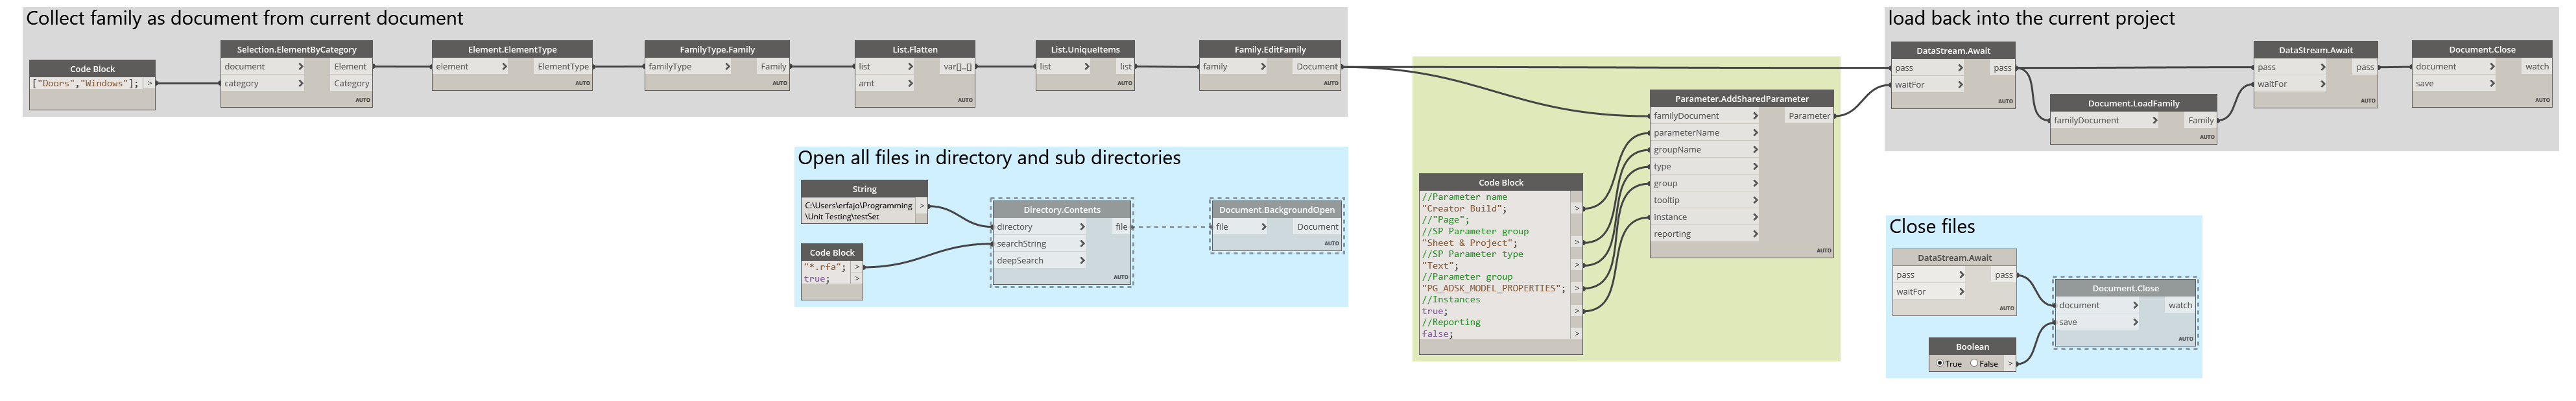 Collect family as document from current document
Code Block
["Doors","Windows"]; >
Selection.ElementByCategory
document > Element
category > Category
AUTO
Element.ElementType
element > ElementType
AUTO
FamilyType.Family
familyType > Family
AUTO
List.Flatten
list > var[]..[]
amt >
AUTO
List.UniqueItems
list > list
AUTO
Family.EditFamily
family > Document
AUTO
Open all files in directory and sub directories
String
C:\Users\erfajo\Programming >
\Unit Testing\testSet
Code Block
"*.rfa"; >
true; >
Directory.Contents
directory > file
searchString >
deepSearch >
AUTO
Document.BackgroundOpen
file > Document
AUTO
Code Block
//Parameter name
"Creator Build"; >
//"Page";
//SP Parameter group
"Sheet & Project"; >
//SP Parameter type
"Text"; >
//Parameter group
"PG_ADSK_MODEL_PROPERTIES"; >
//Instances
true; >
//Reporting
false; >
Parameter.AddSharedParameter
familyDocument > Parameter
parameterName >
groupName >
type >
group >
tooltip >
instance >
reporting >
AUTO
load back into the current project
DataStream.Await
pass > pass
waitFor >
AUTO
Document.LoadFamily
familyDocument > Family
AUTO
DataStream.Await
pass > pass
waitFor >
AUTO
Document.Close
document > watch
save >
AUTO
Close files
DataStream.Await
pass > pass
waitFor >
AUTO
Boolean
True False >
Document.Close
document > watch
save >
AUTO